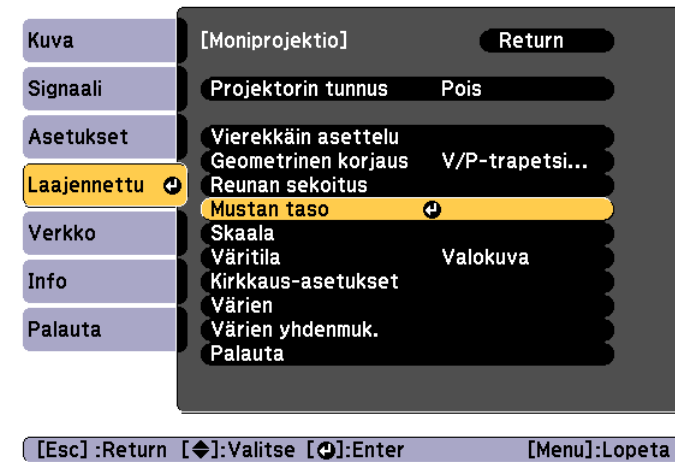 Kuva
Signaali
Asetukset
Laajennettu
Verkko
Info
Palauta
[Moniprojektio] Return
Projektorin tunnus Pois
Vierekkäin asettelu
Geometrinen korjaus V/P-trapetsi...
Reunan sekoitus
Mustan taso
Skaala
Väritila Valokuva
Kirkkaus-asetukset
Värien
Värien yhdenmuk.
Palauta
[Esc] :Return [◆]:Valitse [⏎]:Enter [Menu]:Lopeta